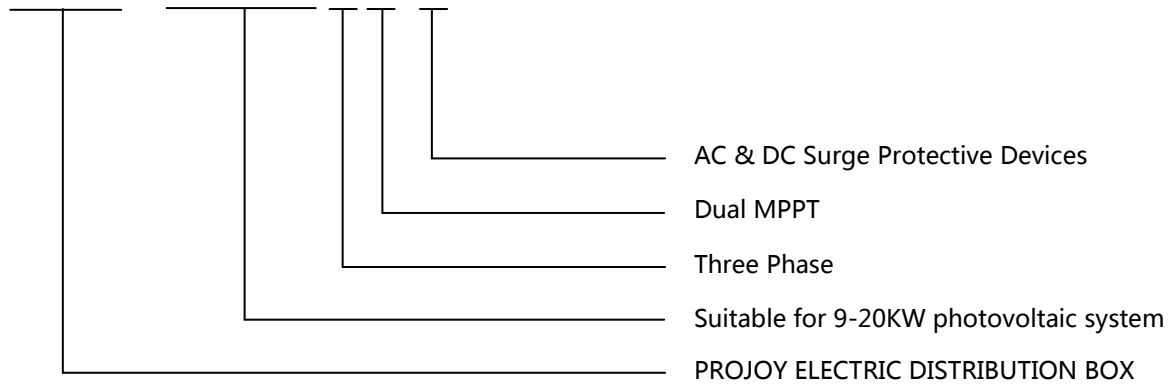 AC & DC Surge Protective Devices
Dual MPPT
Three Phase
Suitable for 9-20KW photovoltaic system
PROJOY ELECTRIC DISTRIBUTION BOX